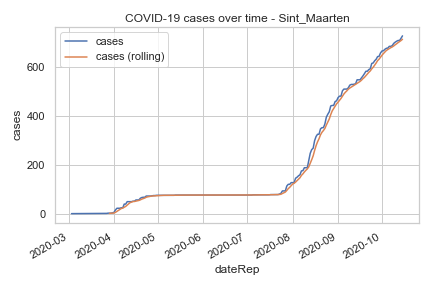 COVID-19 cases over time - Sint_Maarten
cases
cases (rolling)
600
400
200
0
cases
2020-03
2020-04
2020-05
2020-06
2020-07
2020-08
2020-09
2020-10
dateRep